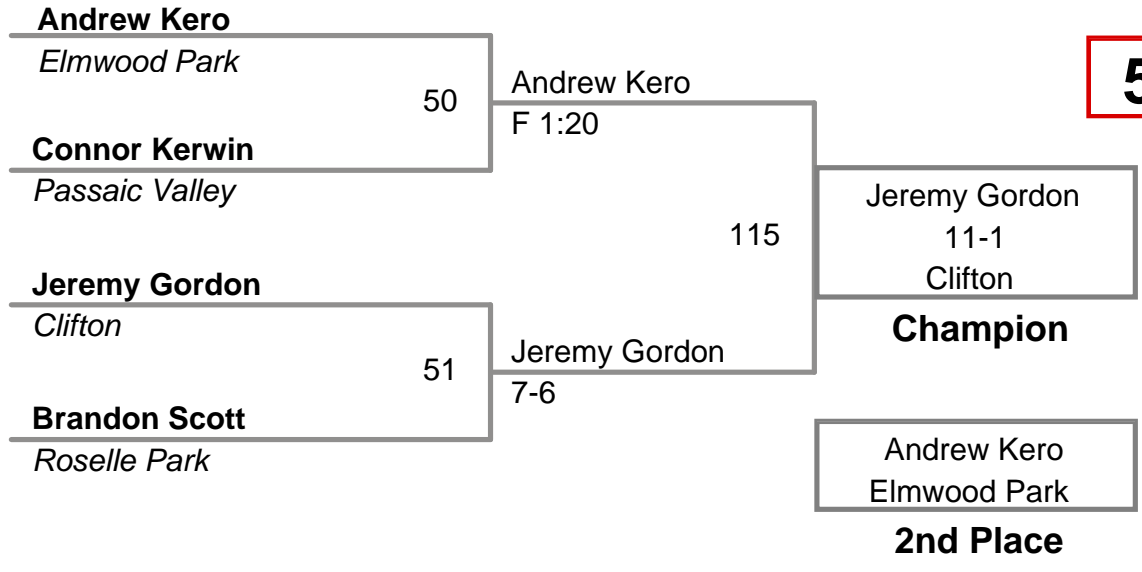 Andrew Kero
Elmwood Park
50
Connor Kerwin
Passaic Valley
Andrew Kero
F 1:20
Jeremy Gordon
Clifton
51
Brandon Scott
Roselle Park
Jeremy Gordon
7-6
115
5
Jeremy Gordon
11-1
Clifton
Champion
Andrew Kero
Elmwood Park
2nd Place